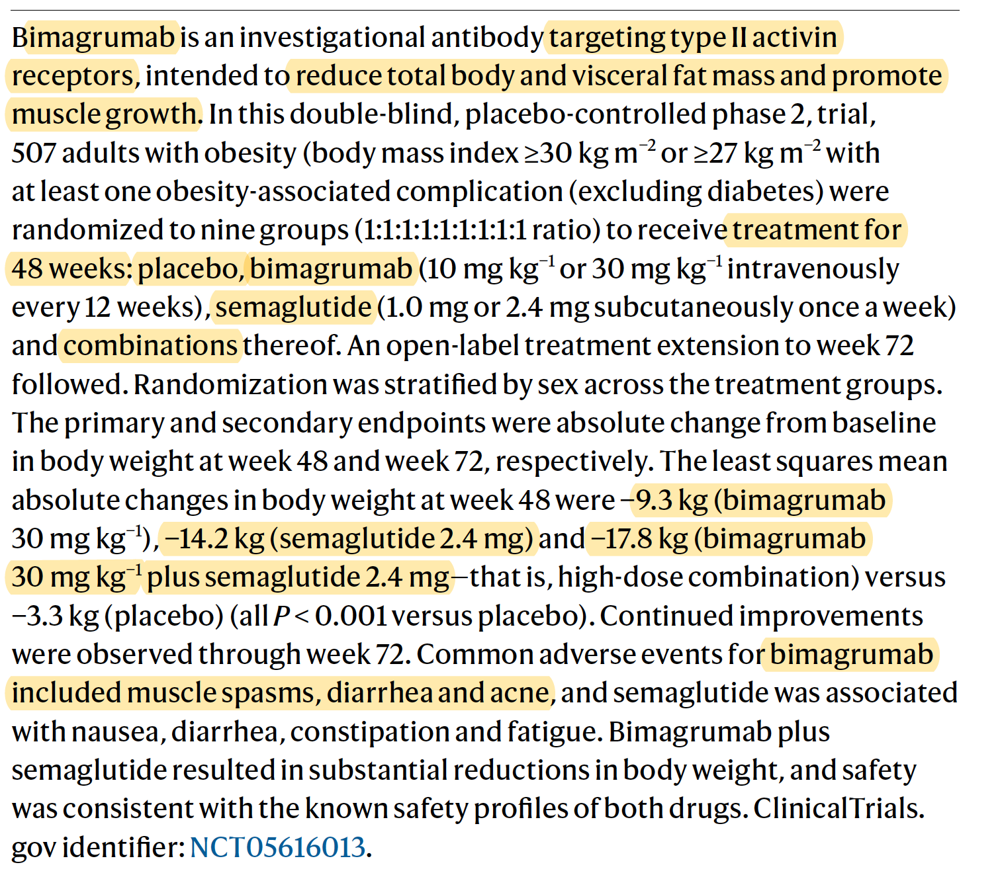 Bimagrumab is an investigational antibody targeting type II activin
receptors, intended to reduce total body and visceral fat mass and promote
muscle growth. In this double-blind, placebo-controlled phase 2, trial,
507 adults with obesity (body mass index ≥30 kg m⁻² or ≥27 kg m⁻² with
at least one obesity-associated complication (excluding diabetes) were
randomized to nine groups (1:1:1:1:1:1:1:1:1 ratio) to receive treatment for
48 weeks: placebo, bimagrumab (10 mg kg⁻¹ or 30 mg kg⁻¹ intravenously
every 12 weeks), semaglutide (1.0 mg or 2.4 mg subcutaneously once a week)
and combinations thereof. An open-label treatment extension to week 72
followed. Randomization was stratified by sex across the treatment groups.
The primary and secondary endpoints were absolute change from baseline
in body weight at week 48 and week 72, respectively. The least squares mean
absolute changes in body weight at week 48 were −9.3 kg (bimagrumab
30 mg kg⁻¹), −14.2 kg (semaglutide 2.4 mg) and −17.8 kg (bimagrumab
30 mg kg⁻¹ plus semaglutide 2.4 mg—that is, high-dose combination) versus
−3.3 kg (placebo) (all P < 0.001 versus placebo). Continued improvements
were observed through week 72. Common adverse events for bimagrumab
included muscle spasms, diarrhea and acne, and semaglutide was associated
with nausea, diarrhea, constipation and fatigue. Bimagrumab plus
semaglutide resulted in substantial reductions in body weight, and safety
was consistent with the known safety profiles of both drugs. ClinicalTrials.
gov identifier: NCT05616013.